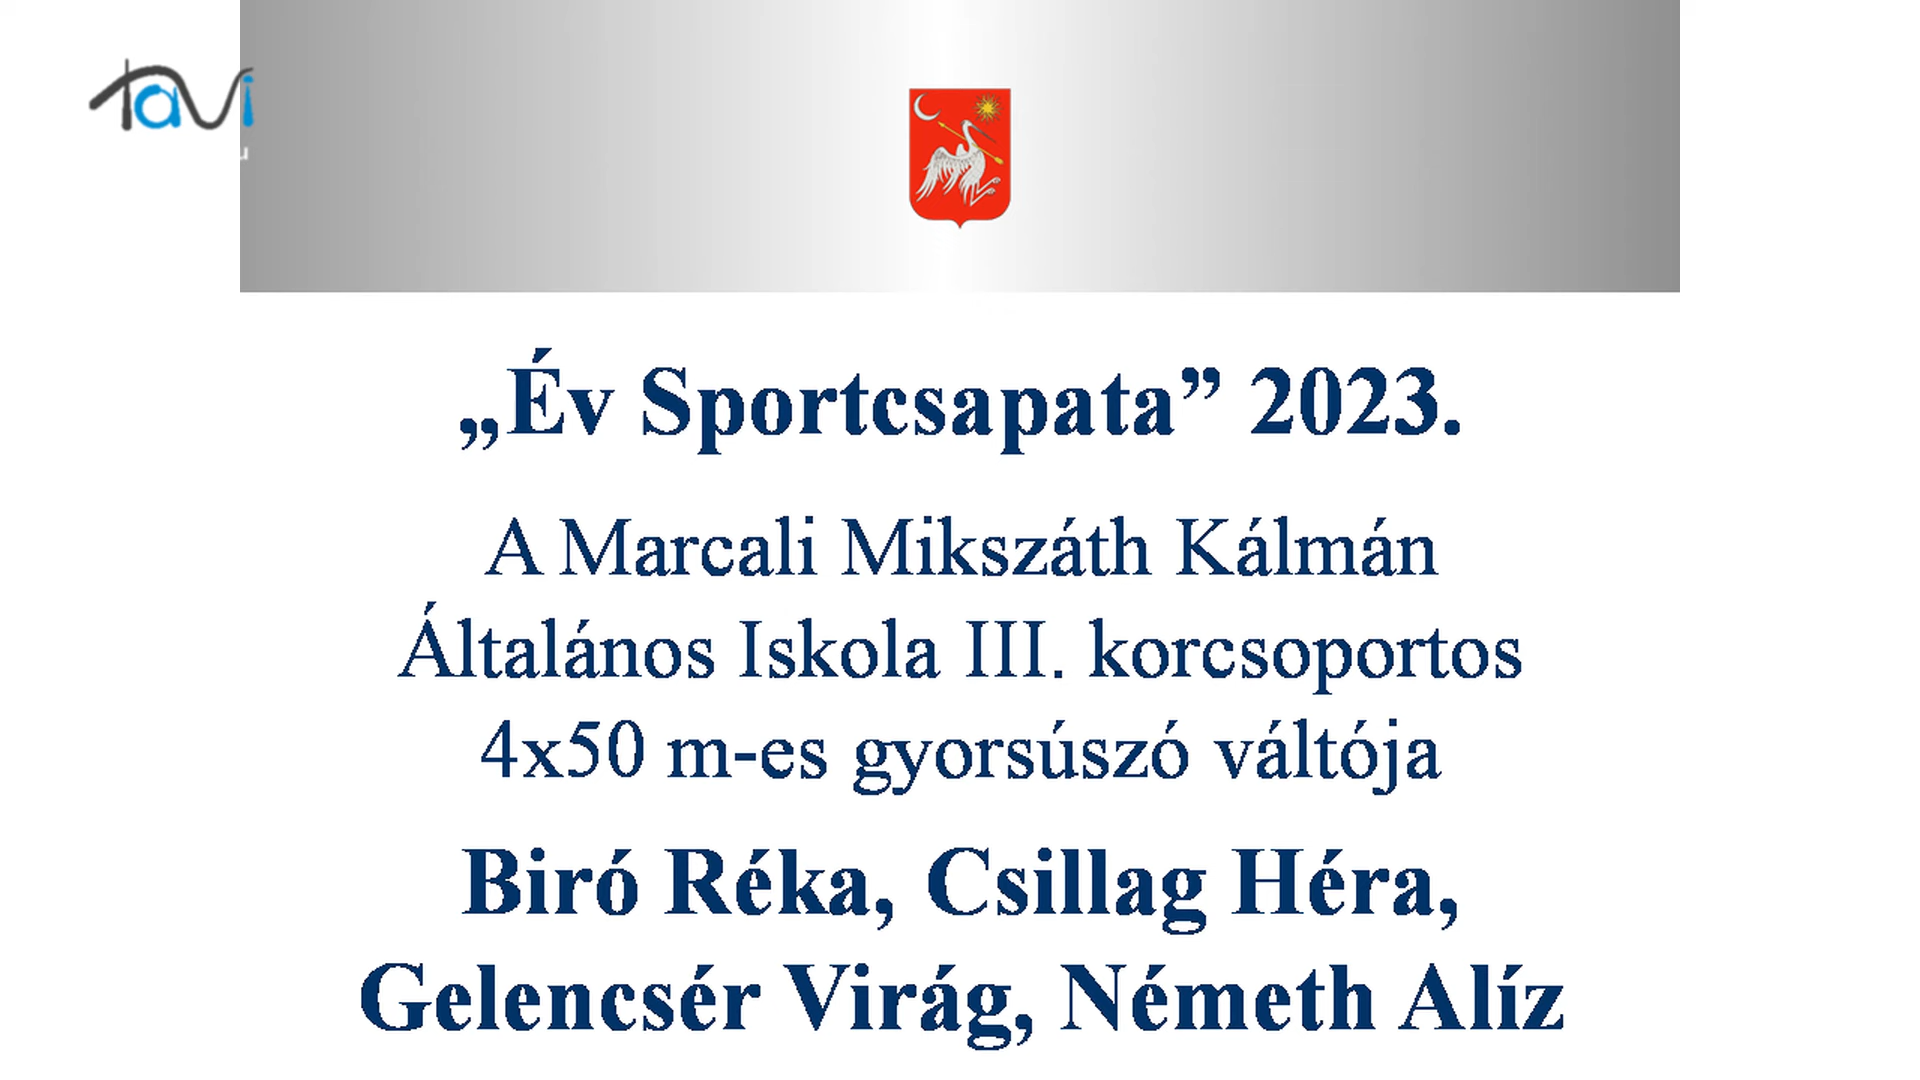 tavi
„Év Sportcsapata” 2023.
A Marcali Mikszáth Kálmán
Általános Iskola III. korcsoportos
4x50 m-es gyorsúszó váltója
Biró Réka, Csillag Héra,
Gelencsér Virág, Németh Alíz